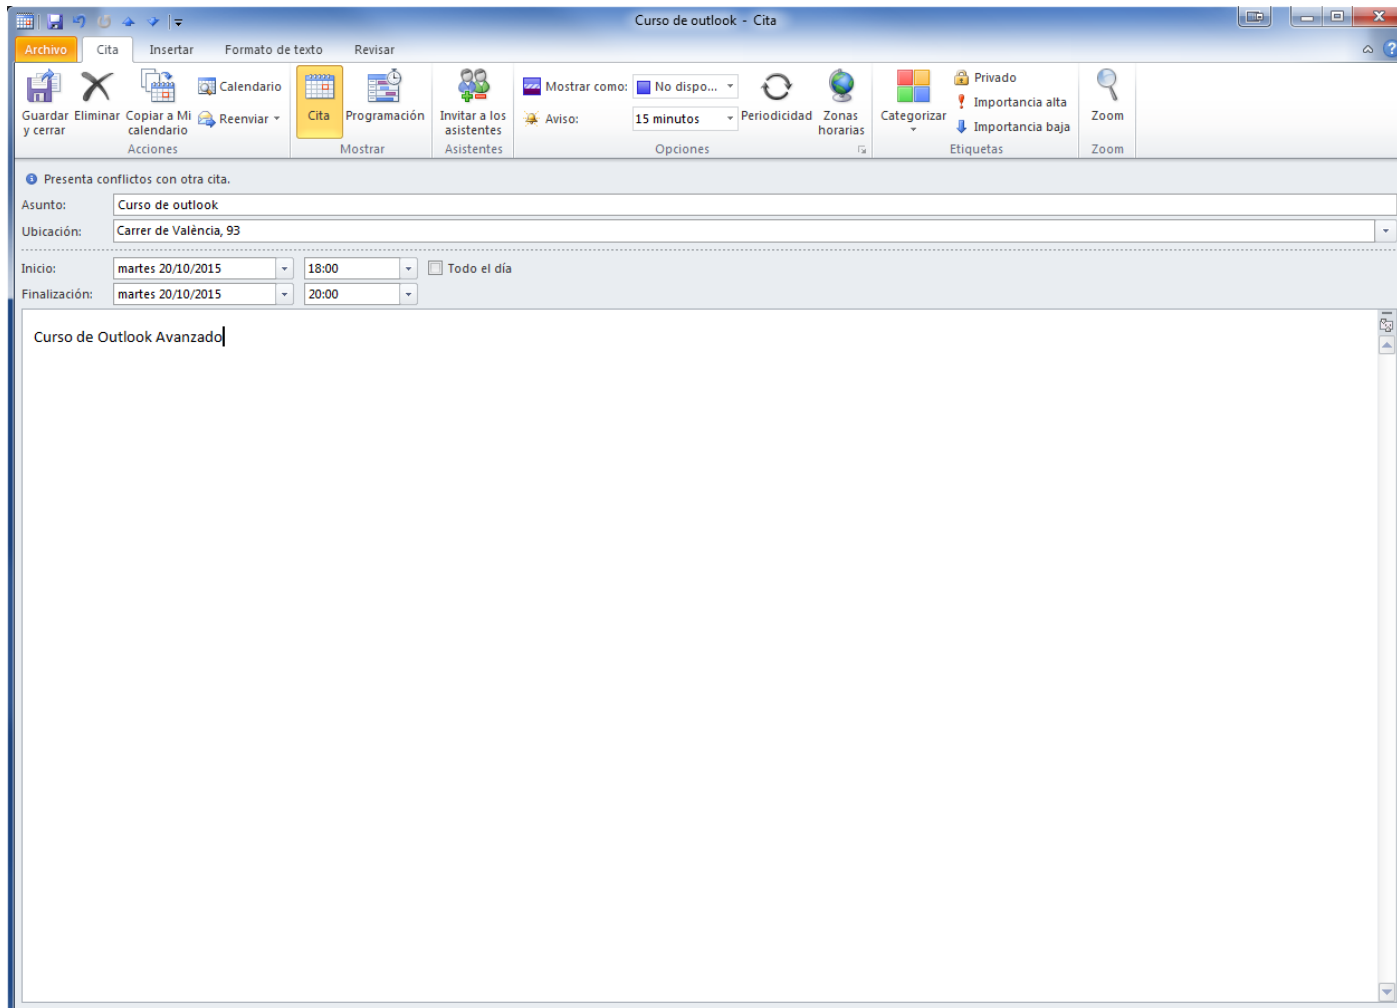 Curso de outlook - Cita
Archivo Cita Insertar Formato de texto Revisar
Guardar y cerrar
Eliminar
Copiar a Mi calendario
Calendario
Reenviar
Acciones
Cita
Programación
Mostrar
Invitar a los asistentes
Asistentes
Mostrar como: No dispo...
Aviso: 15 minutos
Periodicidad
Zonas horarias
Opciones
Categorizar
Privado
Importancia alta
Importancia baja
Etiquetas
Zoom
Zoom
Presenta conflictos con otra cita.
Asunto: Curso de outlook
Ubicación: Carrer de València, 93
Inicio: martes 20/10/2015 18:00 Todo el día
Finalización: martes 20/10/2015 20:00
Curso de Outlook Avanzado